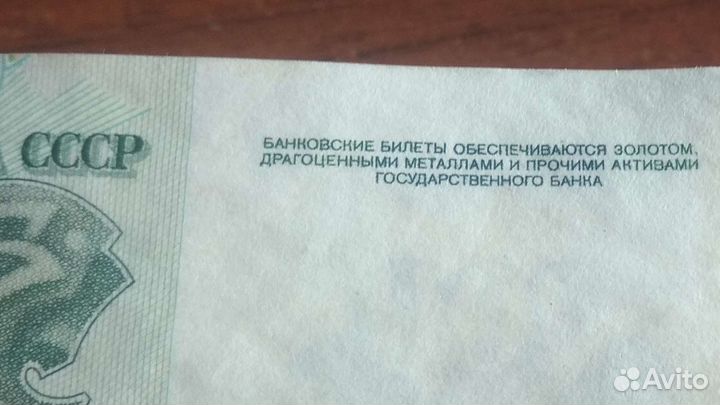 СССР
БАНКОВСКИЕ БИЛЕТЫ ОБЕСПЕЧИВАЮТСЯ ЗОЛОТОМ,
ДРАГОЦЕННЫМИ МЕТАЛЛАМИ И ПРОЧИМИ АКТИВАМИ
ГОСУДАРСТВЕННОГО БАНКА
Avito